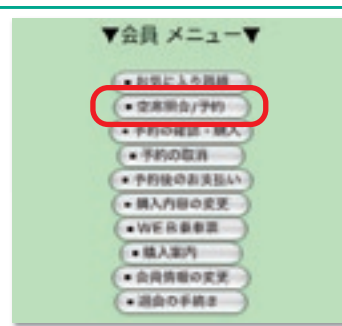 ▼会員 メニュー▼
• お気に入り路線
• 空席照会/予約
• 予約の確認・購入
• 予約の取消
• 予約後のお支払い
• 購入内容の変更
• WEB乗車票
• 購入案内
• 会員情報の変更
• 退会の手続き